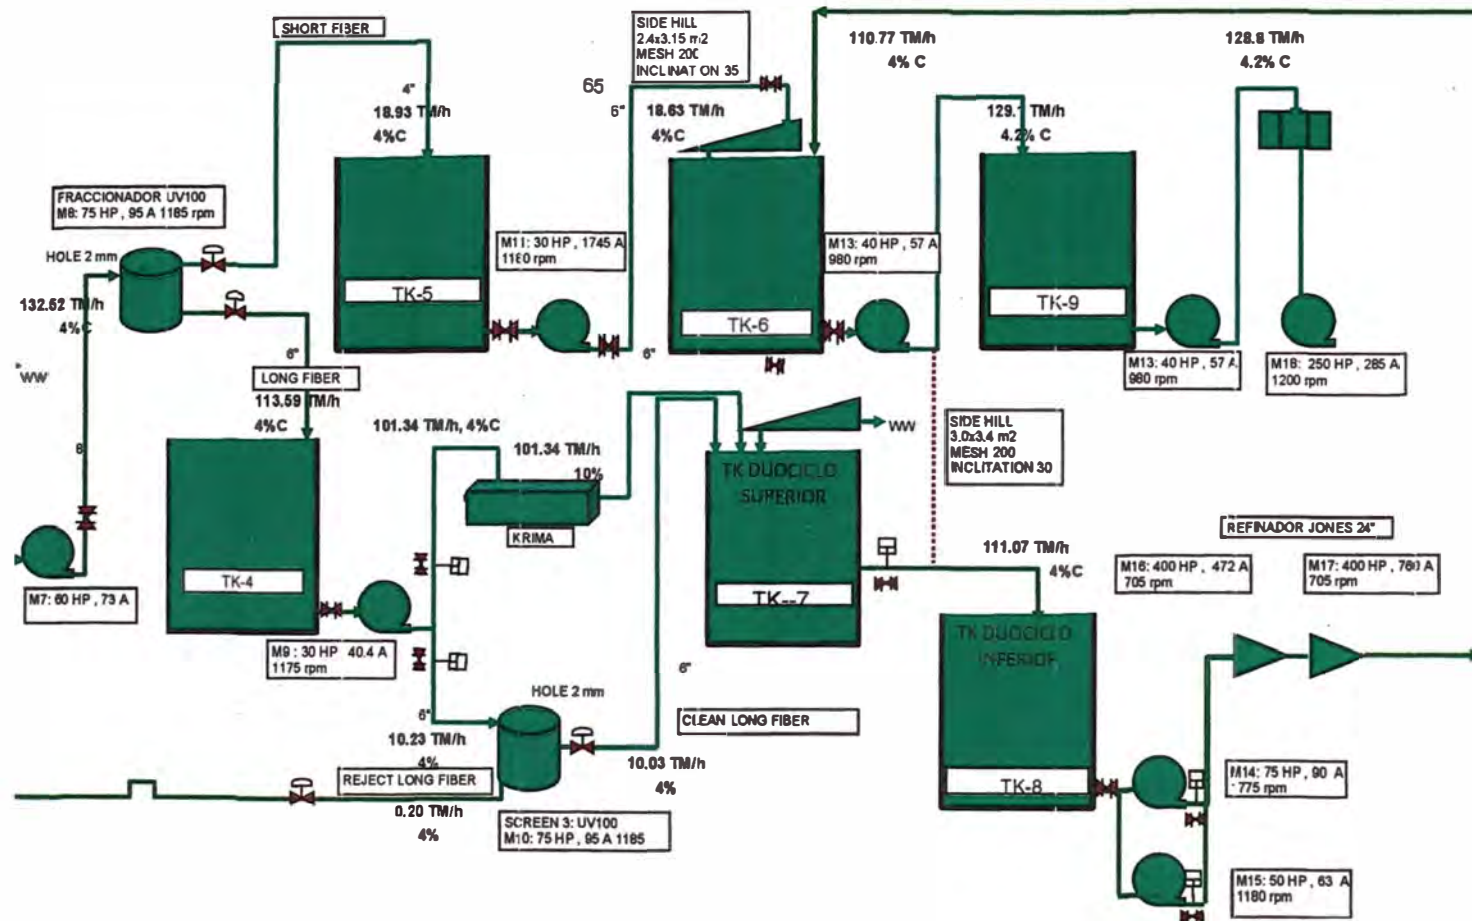 SHORT FIBER
SIDE HILL
2.4x3.15 m2
MESH 200
INCLINAT ON 35
110.77 TM/h
4% C
128.8 TM/h
4.2% C
4"
18.93 TM/h
4%C
65
6"
18.63 TM/h
4%C
129.1 TM/h
4.2% C
FRACCIONADOR UV100
M8: 75 HP , 95 A 1185 rpm
HOLE 2 mm
132.52 TM/h
4%C
WW
M11: 30 HP , 1745 A
1180 rpm
M13: 40 HP , 57 A
980 rpm
TK-5
TK-6
TK-9
6"
6"
M13: 40 HP , 57 A
980 rpm
M18: 250 HP , 285 A
1200 rpm
LONG FIBER
113.59 TM/h
4%C
8
101.34 TM/h, 4%C
101.34 TM/h
10%
KRIMA
WW
SIDE HILL
3.0x3.4 m2
MESH 200
INCLITATION 30
TK DUOCICLO
SUPERIOR
TK--7
TK-4
M7: 60 HP , 73 A
M9 : 30 HP 40.4 A
1175 rpm
111.07 TM/h
4%C
REFINADOR JONES 24"
M16: 400 HP , 472 A
705 rpm
M17: 400 HP , 760 A
705 rpm
TK DUOCICLO
INFERIOR
TK-8
6"
HOLE 2 mm
6"
CLEAN LONG FIBER
10.23 TM/h
4%
10.03 TM/h
4%
REJECT LONG FIBER
0.20 TM/h
4%
SCREEN 3: UV100
M10: 75 HP , 95 A 1185
M14: 75 HP , 90 A
775 rpm
M15: 50 HP , 63 A
1180 rpm